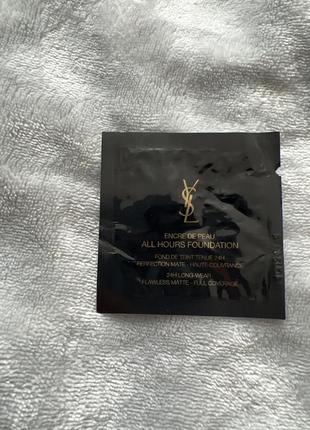 YSL
ENCRE DE PEAU
ALL HOURS FOUNDATION
FOND DE TEINT TENUE 24H
PERFECTION MATE - HAUTE COUVRANCE
24H LONG-WEAR
FLAWLESS MATTE - FULL COVERAGE